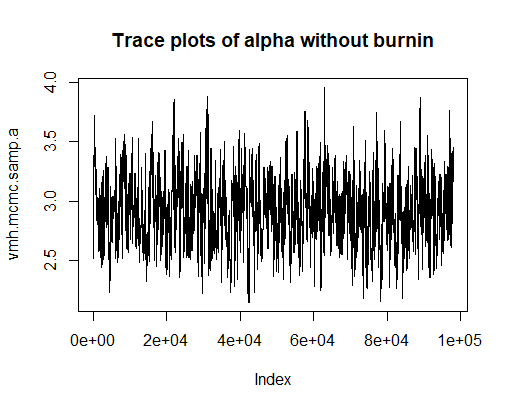 Trace plots of alpha without burnin
vmh.mcmc.samp.a
4.0
3.5
3.0
2.5
0e+00 2e+04 4e+04 6e+04 8e+04 1e+05
Index